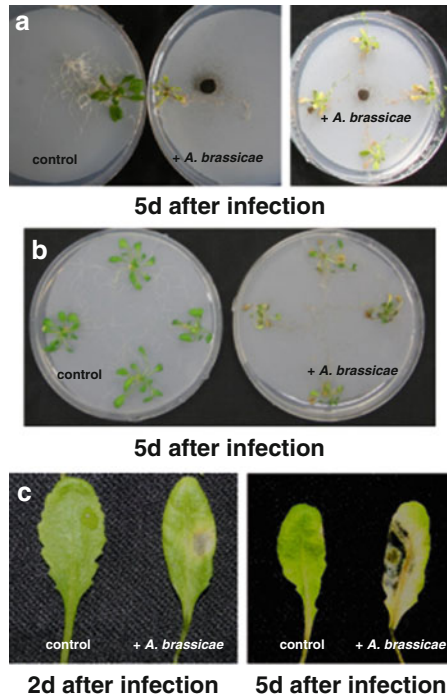 a
control
+ A. brassicae
+ A. brassicae
5d after infection
b
control
+ A. brassicae
5d after infection
c
control
+ A. brassicae
control
+ A. brassicae
2d after infection
5d after infection